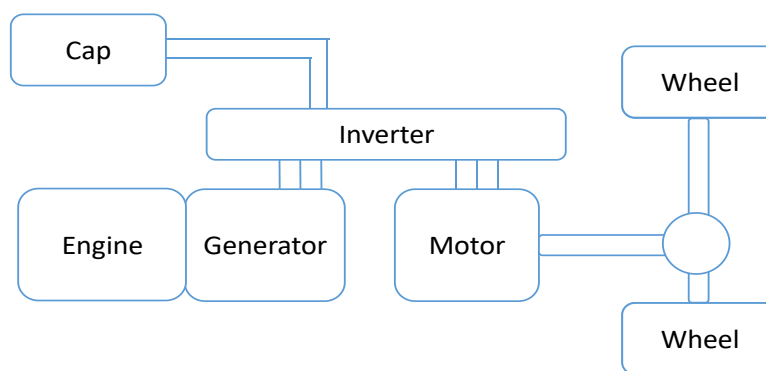 Cap
Wheel
Inverter
Engine
Generator
Motor
Wheel